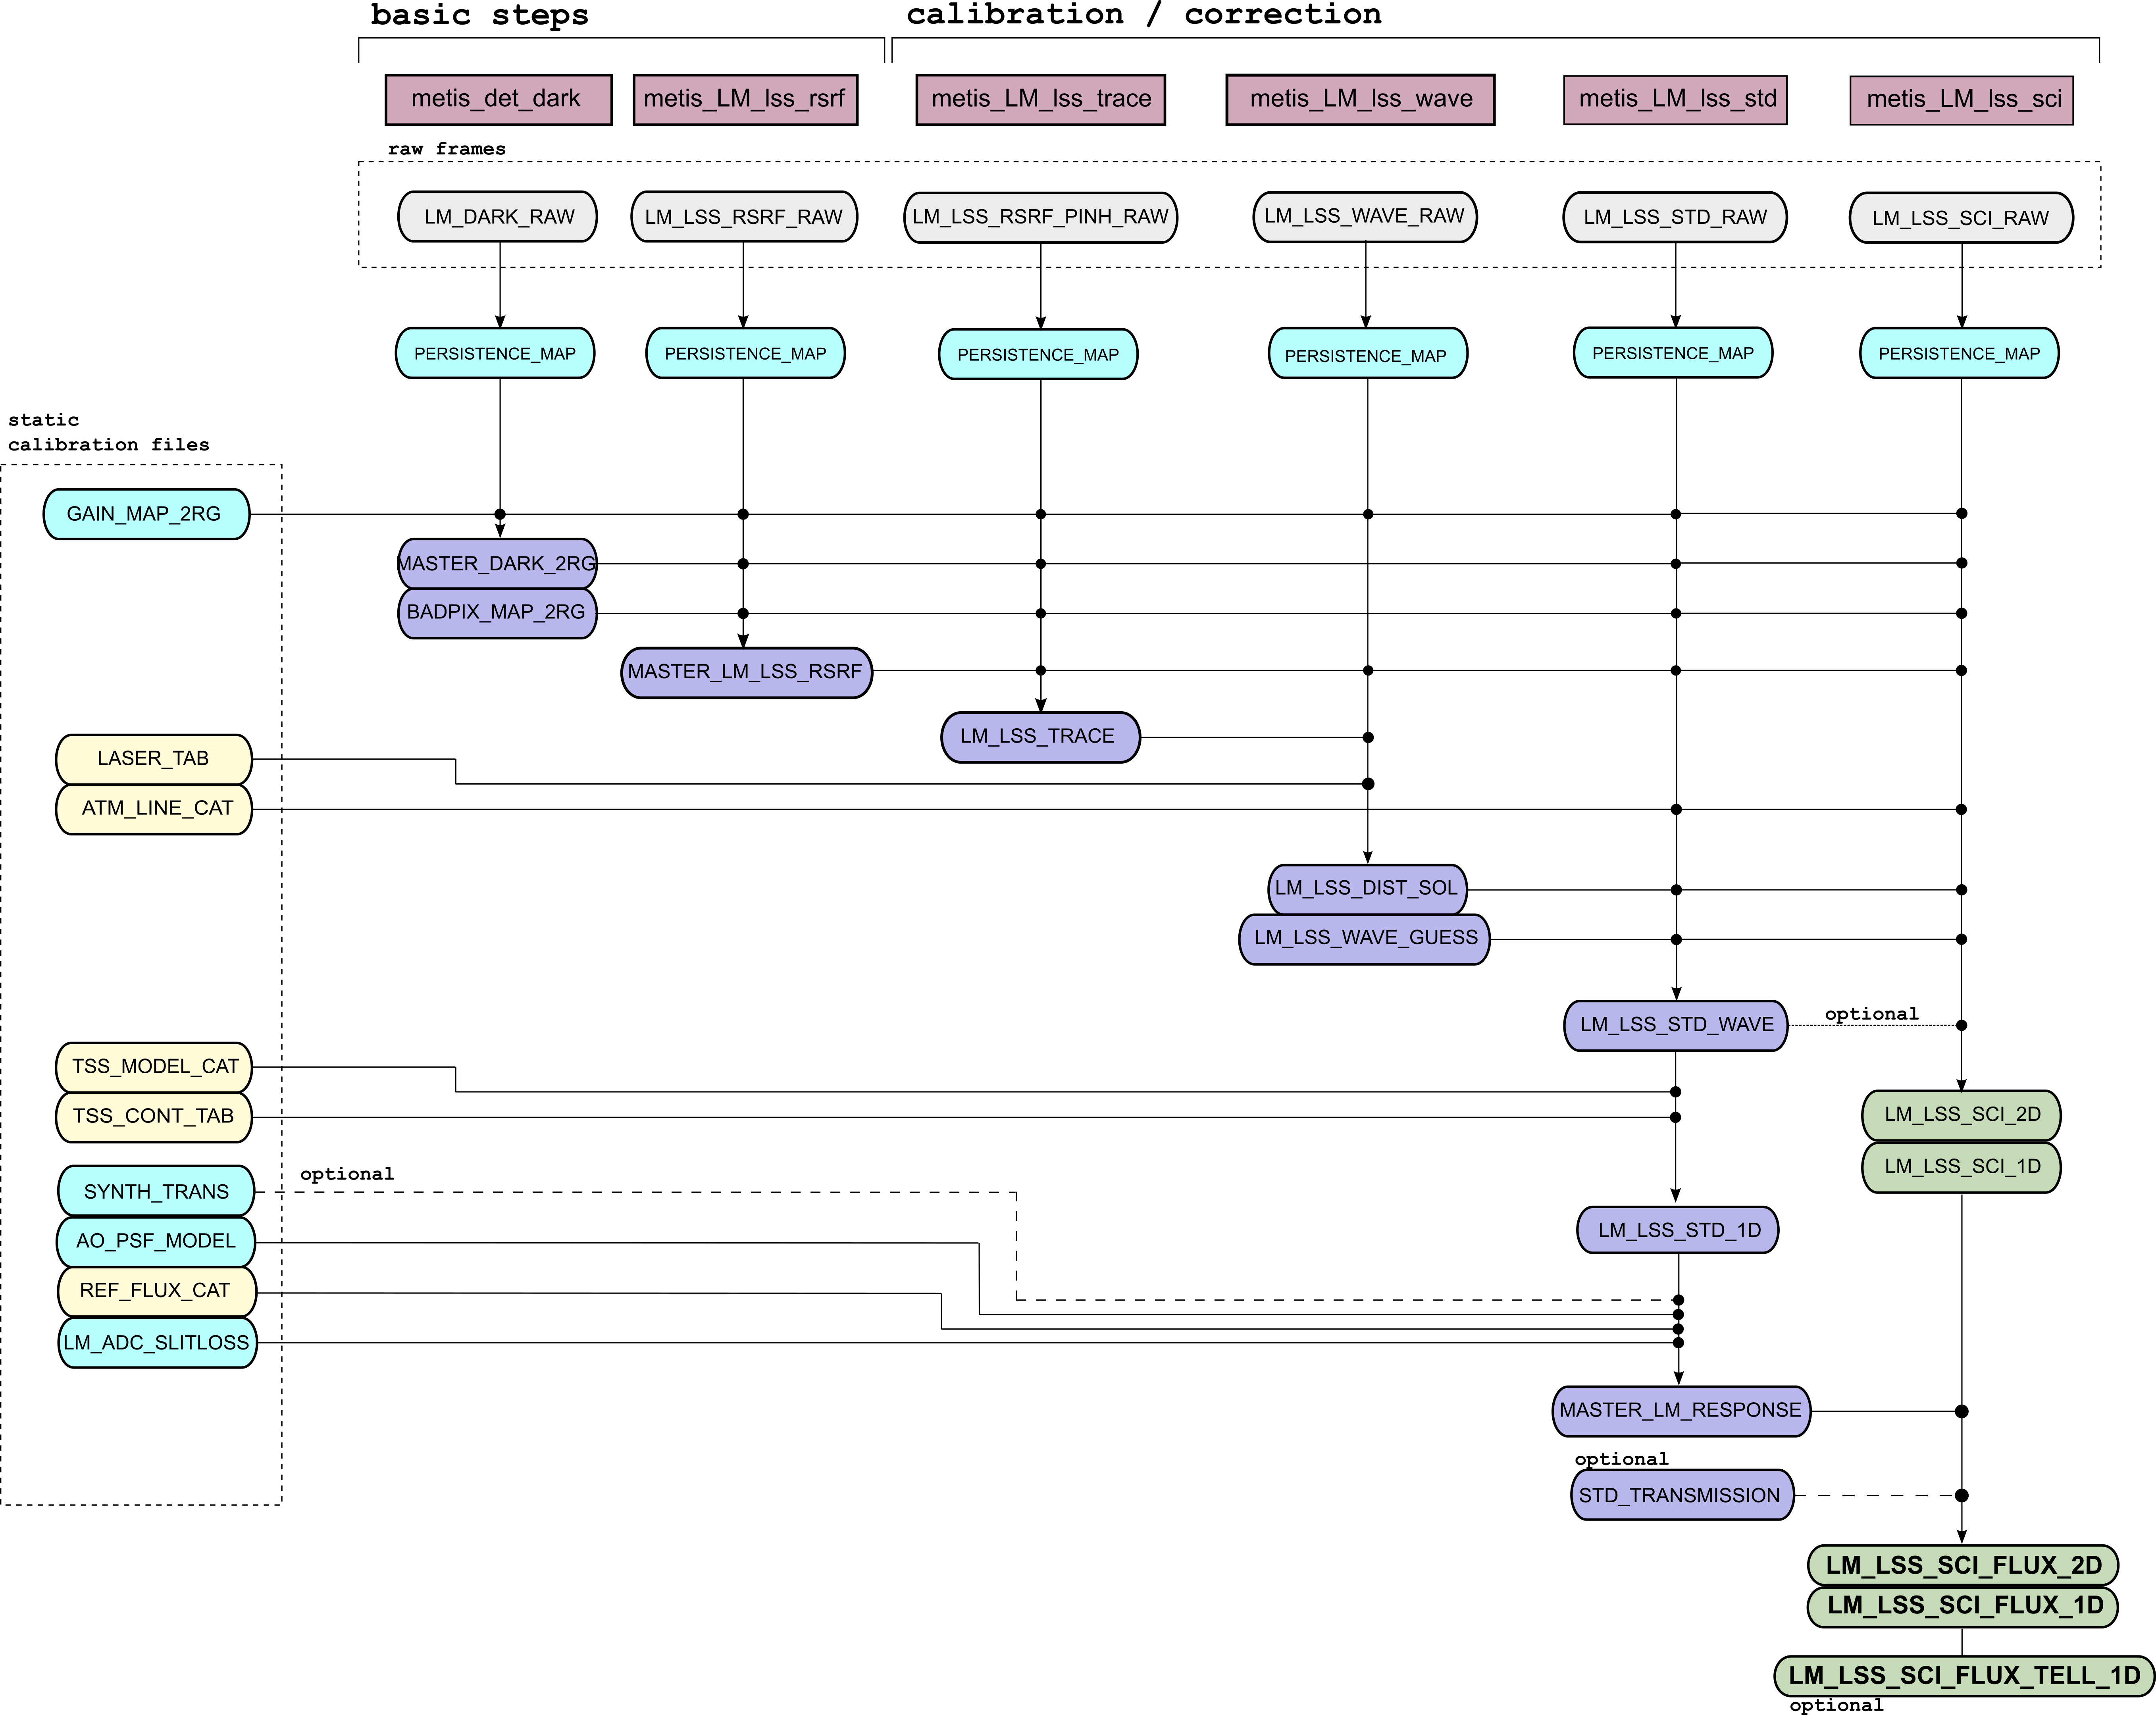 basic steps
calibration / correction
metis_det_dark
metis_LM_lss_rsrf
metis_LM_lss_trace
metis_LM_lss_wave
metis_LM_lss_std
metis_LM_lss_sci
raw frames
LM_DARK_RAW
LM_LSS_RSRF_RAW
LM_LSS_RSRF_PINH_RAW
LM_LSS_WAVE_RAW
LM_LSS_STD_RAW
LM_LSS_SCI_RAW
PERSISTENCE_MAP
PERSISTENCE_MAP
PERSISTENCE_MAP
PERSISTENCE_MAP
PERSISTENCE_MAP
PERSISTENCE_MAP
static
calibration files
GAIN_MAP_2RG
MASTER_DARK_2RG
BADPIX_MAP_2RG
MASTER_LM_LSS_RSRF
LM_LSS_TRACE
LASER_TAB
ATM_LINE_CAT
LM_LSS_DIST_SOL
LM_LSS_WAVE_GUESS
LM_LSS_STD_WAVE
optional
TSS_MODEL_CAT
TSS_CONT_TAB
LM_LSS_SCI_2D
LM_LSS_SCI_1D
optional
SYNTH_TRANS
AO_PSF_MODEL
REF_FLUX_CAT
LM_ADC_SLITLOSS
LM_LSS_STD_1D
MASTER_LM_RESPONSE
optional
STD_TRANSMISSION
LM_LSS_SCI_FLUX_2D
LM_LSS_SCI_FLUX_1D
LM_LSS_SCI_FLUX_TELL_1D
optional